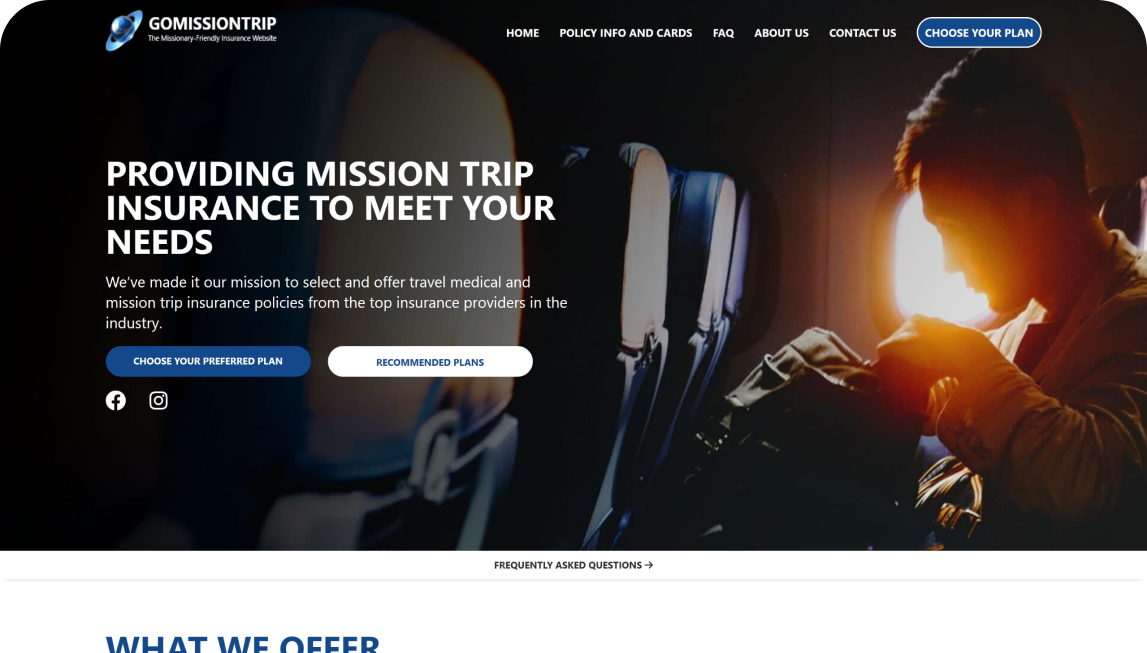 GOMISSIONTRIP
The Missionary-Friendly Insurance Website
HOME
POLICY INFO AND CARDS
FAQ
ABOUT US
CONTACT US
CHOOSE YOUR PLAN
PROVIDING MISSION TRIP
INSURANCE TO MEET YOUR
NEEDS
We've made it our mission to select and offer travel medical and
mission trip insurance policies from the top insurance providers in the
industry.
CHOOSE YOUR PREFERRED PLAN
RECOMMENDED PLANS
FREQUENTLY ASKED QUESTIONS →
WHAT WE OFFER